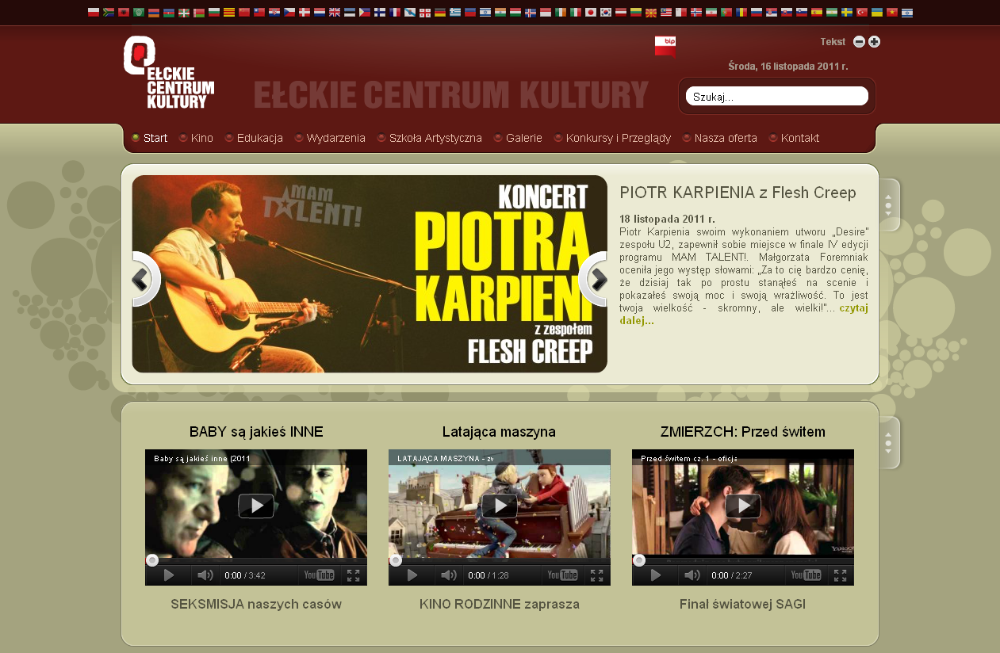 bip
Tekst
Środa, 16 listopada 2011 r.
EŁCKIE
CENTRUM
KULTURY
EŁCKIE CENTRUM KULTURY
Szukaj...
Start Kino Edukacja Wydarzenia Szkoła Artystyczna Galerie Konkursy i Przeglądy Nasza oferta Kontakt
MAM
TALENT!
KONCERT
PIOTRA
KARPIENI
z zespołem
FLESH CREEP
PIOTR KARPIENIA z Flesh Creep
18 listopada 2011 r.
Piotr Karpienia swoim wykonaniem utworu „Desire”
zespołu U2, zapewnił sobie miejsce w finale IV edycji
programu MAM TALENT!. Małgorzata Foremniak
oceniła jego występ słowami: „Za to cię bardzo cenię,
że dzisiaj tak po prostu stanąłeś na scenie i
pokazałeś swoją moc i swoją wrażliwość. To jest
twoja wielkość - skromny, ale wielki!”... czytaj
dalej...
BABY są jakieś INNE
Latająca maszyna
ZMIERZCH: Przed świtem
Baby są jakieś inne (2011
LATAJĄCA MASZYNA - zw
Przed świtem cz. 1 - oficja
YAHOO!
0:00 / 3:42 YouTube
0:00 / 1:28 YouTube
0:00 / 2:27 YouTube
SEKSMISJA naszych casów
KINO RODZINNE zaprasza
Finał światowej SAGI